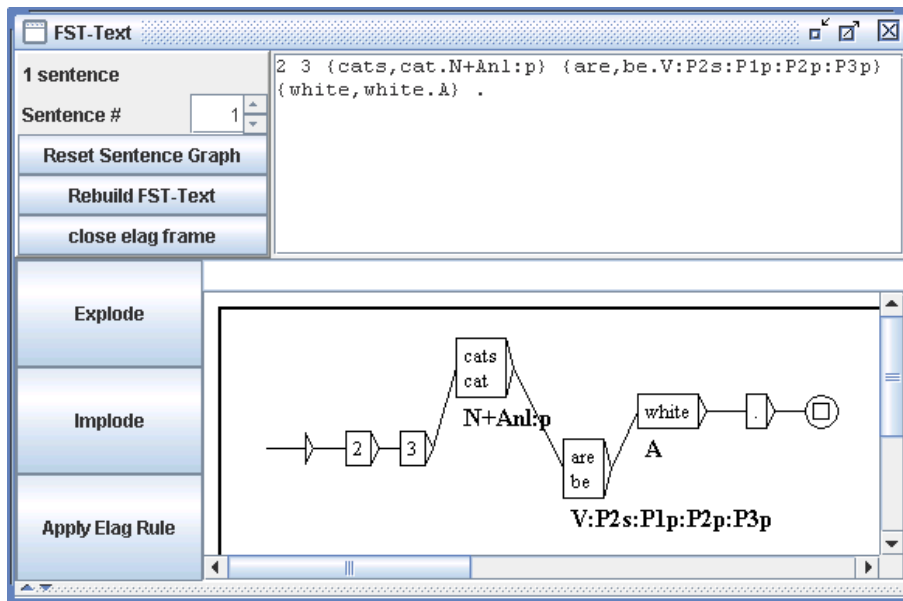 FST-Text
1 sentence
Sentence #
1
Reset Sentence Graph
Rebuild FST-Text
close elag frame
2 3 {cats,cat.N+Anl:p} {are,be.V:P2s:P1p:P2p:P3p}
{white,white.A} .
Explode
Implode
Apply Elag Rule
2
3
cats
cat
N+Anl:p
are
be
V:P2s:P1p:P2p:P3p
white
A
.